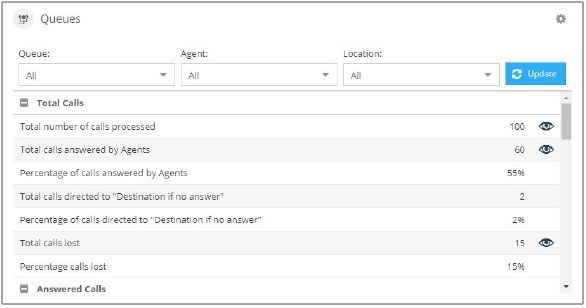 Queues
Queue: Agent: Location:
All All All Update
Total Calls
Total number of calls processed 100
Total calls answered by Agents 60
Percentage of calls answered by Agents 55%
Total calls directed to "Destination if no answer" 2
Percentage of calls directed to "Destination if no answer" 2%
Total calls lost 15
Percentage calls lost 15%
Answered Calls